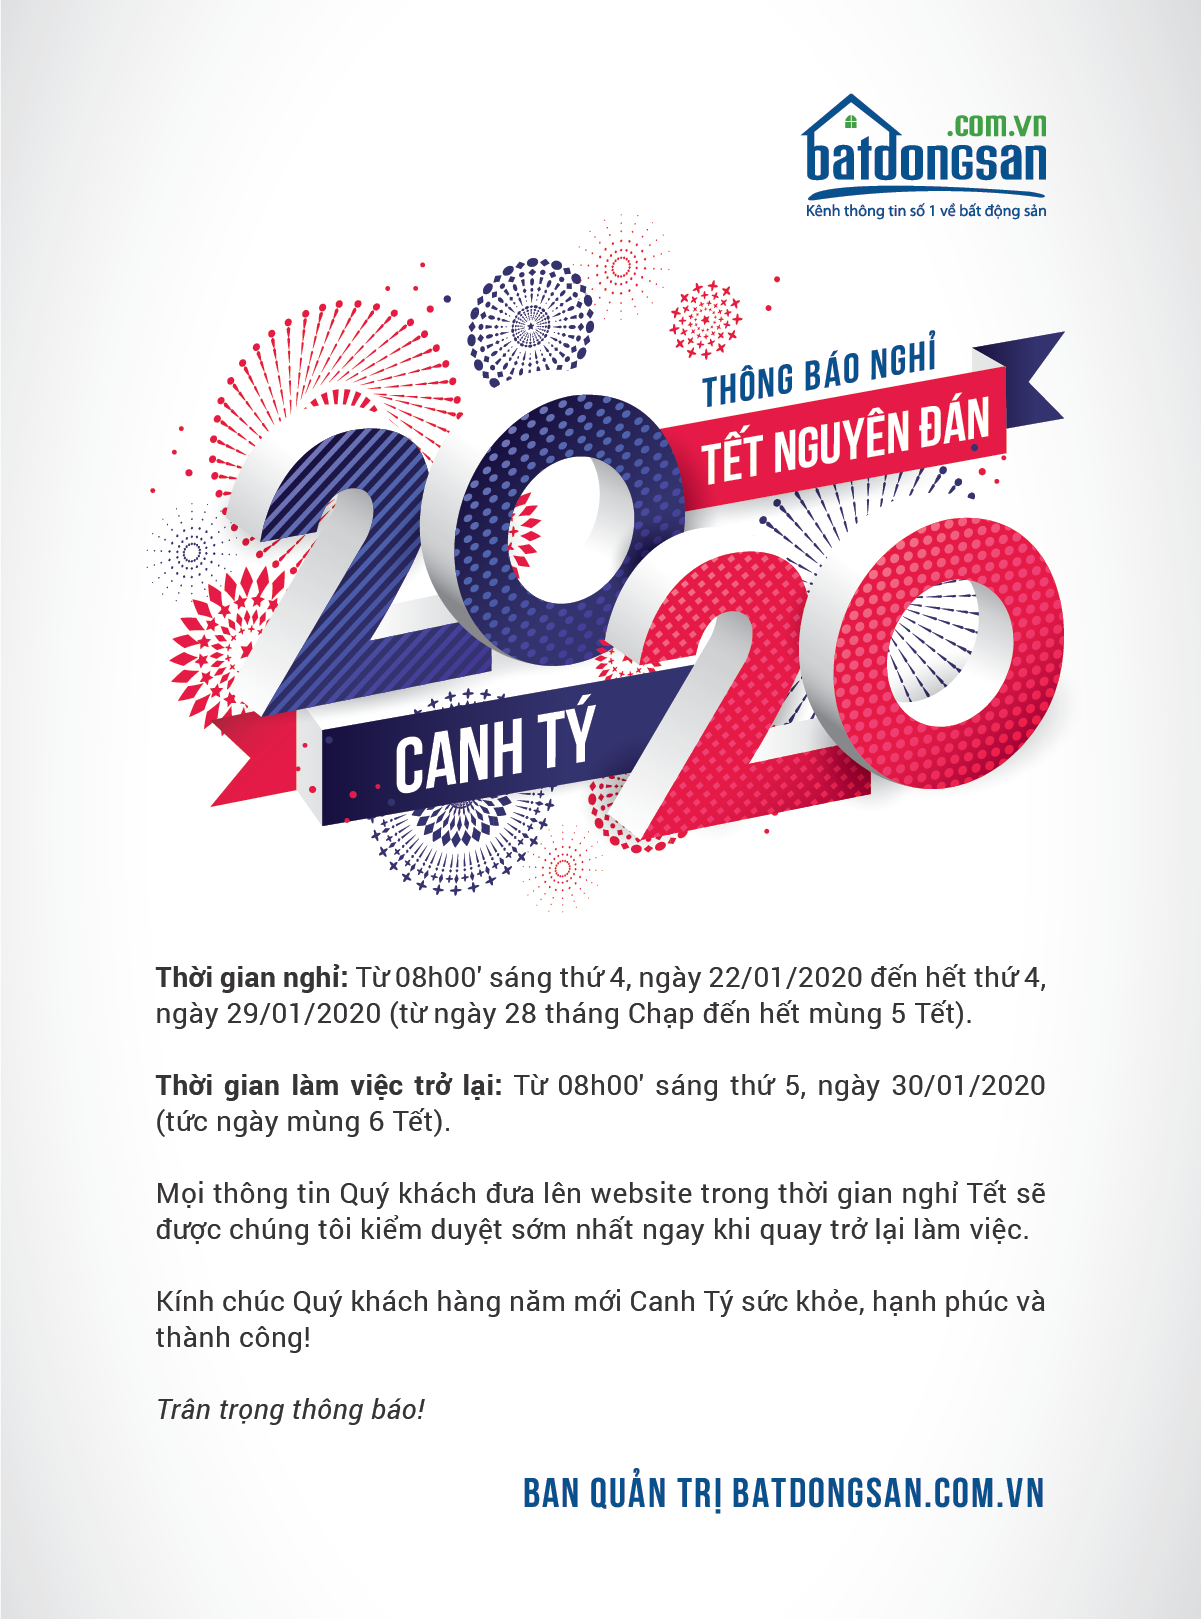 .com.vn
batdongsan
Kênh thông tin số 1 về bất động sản
THÔNG BÁO NGHỈ
TẾT NGUYÊN ĐÁN
2020
CANH TÝ
Thời gian nghỉ: Từ 08h00' sáng thứ 4, ngày 22/01/2020 đến hết thứ 4,
ngày 29/01/2020 (từ ngày 28 tháng Chạp đến hết mùng 5 Tết).
Thời gian làm việc trở lại: Từ 08h00' sáng thứ 5, ngày 30/01/2020
(tức ngày mùng 6 Tết).
Mọi thông tin Quý khách đưa lên website trong thời gian nghỉ Tết sẽ
được chúng tôi kiểm duyệt sớm nhất ngay khi quay trở lại làm việc.
Kính chúc Quý khách hàng năm mới Canh Tý sức khỏe, hạnh phúc và
thành công!
Trân trọng thông báo!
BAN QUẢN TRỊ BATDONGSAN.COM.VN